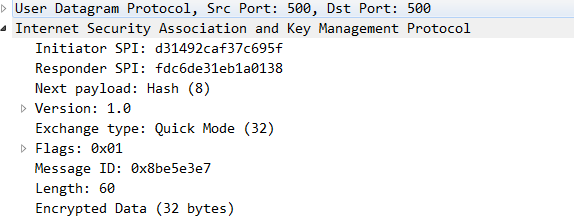 User Datagram Protocol, Src Port: 500, Dst Port: 500
Internet Security Association and Key Management Protocol
Initiator SPI: d31492caf37c695f
Responder SPI: fdc6de31eb1a0138
Next payload: Hash (8)
Version: 1.0
Exchange type: Quick Mode (32)
Flags: 0x01
Message ID: 0x8be5e3e7
Length: 60
Encrypted Data (32 bytes)